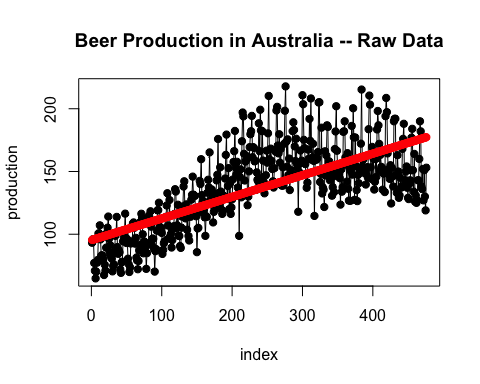 Beer Production in Australia -- Raw Data
production
200
150
100
0 100 200 300 400
index